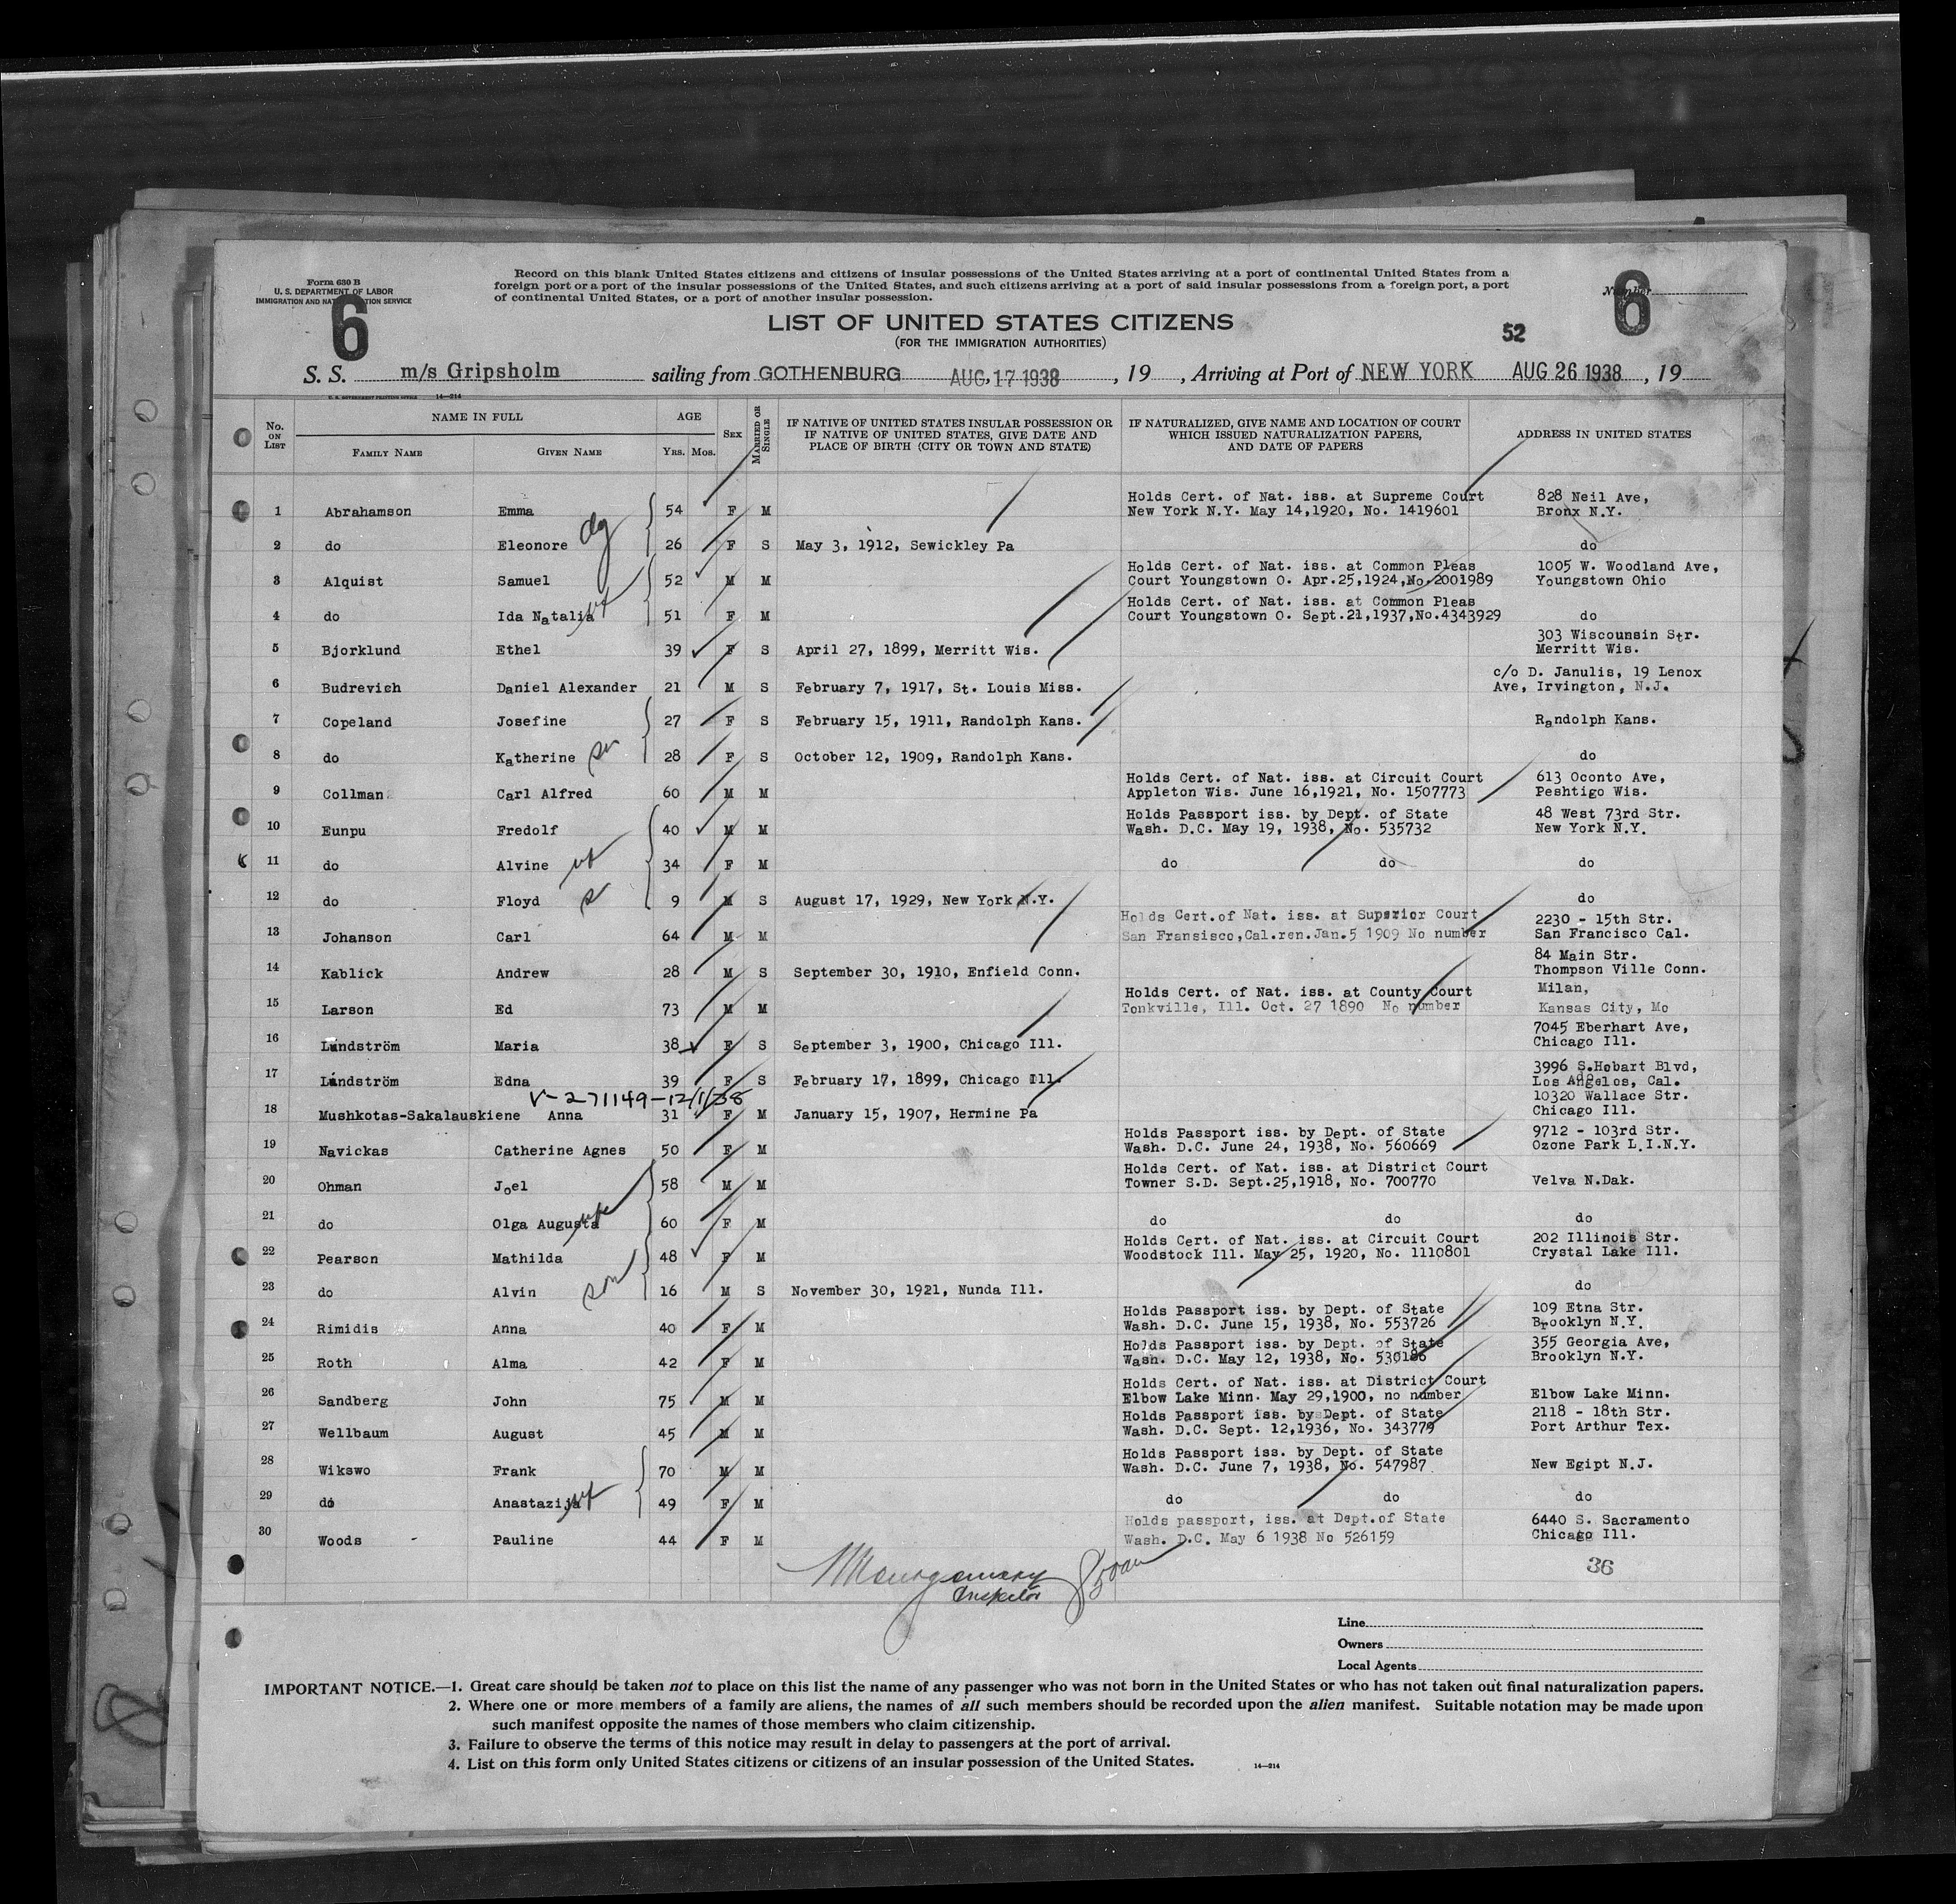 Form 630 B
U. S. DEPARTMENT OF LABOR
IMMIGRATION AND NATURALIZATION SERVICE
6
Record on this blank United States citizens and citizens of insular possessions of the United States arriving at a port of continental United States from a
foreign port or a port of the insular possessions of the United States, and such citizens arriving at a port of said insular possessions from a foreign port, a port
of continental United States, or a port of another insular possession.
Number
6
LIST OF UNITED STATES CITIZENS
(FOR THE IMMIGRATION AUTHORITIES)
52
S. S. m/s Gripsholm sailing from GOTHENBURG AUG. 17 1938, 19 , Arriving at Port of NEW YORK AUG 26 1938, 19
U. S. GOVERNMENT PRINTING OFFICE 14—214
No. ON LIST
NAME IN FULL
FAMILY NAME GIVEN NAME
AGE
YRS. MOS.
SEX
MARRIED OR SINGLE
IF NATIVE OF UNITED STATES INSULAR POSSESSION OR
IF NATIVE OF UNITED STATES, GIVE DATE AND
PLACE OF BIRTH (CITY OR TOWN AND STATE)
IF NATURALIZED, GIVE NAME AND LOCATION OF COURT
WHICH ISSUED NATURALIZATION PAPERS,
AND DATE OF PAPERS
ADDRESS IN UNITED STATES
Holds Cert. of Nat. iss. at Supreme Court 828 Neil Ave,
1 Abrahamson Emma 54 F M New York N.Y. May 14,1920, No. 1419601 Bronx N.Y.
2 do Eleonore dg 26 F S May 3, 1912, Sewickley Pa do
Holds Cert. of Nat. iss. at Common Pleas 1005 W. Woodland Ave,
3 Alquist Samuel 52 M M Court Youngstown O. Apr.25,1924,No.2001989 Youngstown Ohio
Holds Cert. of Nat. iss. at Common Pleas
4 do Ida Natalia wf 51 F M Court Youngstown O. Sept.21,1937,No.4343929 do
303 Wiscounsin Str.
5 Bjorklund Ethel 39 F S April 27, 1899, Merritt Wis. Merritt Wis.
c/o D. Janulis, 19 Lenox
6 Budrevich Daniel Alexander 21 M S February 7, 1917, St. Louis Miss. Ave, Irvington, N.J.
7 Copeland Josefine 27 F S February 15, 1911, Randolph Kans. Randolph Kans.
8 do Katherine 28 F S October 12, 1909, Randolph Kans. do
Holds Cert. of Nat. iss. at Circuit Court 613 Oconto Ave,
9 Collman Carl Alfred 60 M M Appleton Wis. June 16,1921, No. 1507773 Peshtigo Wis.
Holds Passport iss. by Dept. of State 48 West 73rd Str.
10 Eunpu Fredolf 40 M M Wash. D.C. May 19, 1938, No. 535732 New York N.Y.
11 do Alvine wf 34 F M do do do
12 do Floyd 9 M S August 17, 1929, New York N.Y. do
Holds Cert.of Nat. iss. at Superior Court 2230 - 15th Str.
13 Johanson Carl 64 M M San Fransisco,Cal.ren.Jan.5 1909 No number San Francisco Cal.
84 Main Str.
14 Kablick Andrew 28 M S September 30, 1910, Enfield Conn. Thompson Ville Conn.
Holds Cert. of Nat. iss. at County Court Milan,
15 Larson Ed 73 M M Tonkville, Ill. Oct. 27 1890 No number Kansas City, Mo
7045 Eberhart Ave,
16 Lindström Maria 38 F S September 3, 1900, Chicago Ill. Chicago Ill.
3996 S.Hobart Blvd,
17 Lindström Edna 39 F S February 17, 1899, Chicago Ill. Los Angelos, Cal.
V-271149-12/1/38 10320 Wallace Str.
18 Mushkotas-Sakalauskiene Anna 31 F M January 15, 1907, Hermine Pa Chicago Ill.
Holds Passport iss. by Dept. of State 9712 - 103rd Str.
19 Navickas Catherine Agnes 50 F M Wash. D.C. June 24, 1938, No. 560669 Ozone Park L.I.N.Y.
Holds Cert. of Nat. iss. at District Court
20 Ohman Joel 58 M M Towner S.D. Sept.25,1918, No. 700770 Velva N.Dak.
21 do Olga Augusta wife 60 F M do do do
Holds Cert. of Nat. iss. at Circuit Court 202 Illinois Str.
22 Pearson Mathilda 48 F M Woodstock Ill. May 25, 1920, No. 1110801 Crystal Lake Ill.
23 do Alvin son 16 M S November 30, 1921, Nunda Ill. do
Holds Passport iss. by Dept. of State 109 Etna Str.
24 Rimidis Anna 40 F M Wash. D.C. June 15, 1938, No. 553726 Brooklyn N.Y.
Holds Passport iss. by Dept. of State 355 Georgia Ave,
25 Roth Alma 42 F M Wash. D.C. May 12, 1938, No. 530186 Brooklyn N.Y.
Holds Cert. of Nat. iss. at District Court
26 Sandberg John 75 M M Elbow Lake Minn. May 29,1900, no number Elbow Lake Minn.
Holds Passport iss. by Dept. of State 2118 - 18th Str.
27 Wellbaum August 45 M M Wash. D.C. Sept. 12,1936, No. 343779 Port Arthur Tex.
Holds Passport iss. by Dept. of State
28 Wikswo Frank 70 M M Wash. D.C. June 7, 1938, No. 547987 New Egipt N.J.
29 do Anastazija wf 49 F M do do do
Holds passport, iss. at Dept.of State 6440 S. Sacramento
30 Woods Pauline 44 F M Wash. D.C. May 6 1938 No 526159 Chicago Ill.
36
Montgomery
Inspector
Line
Owners
Local Agents
IMPORTANT NOTICE.—1. Great care should be taken not to place on this list the name of any passenger who was not born in the United States or who has not taken out final naturalization papers.
2. Where one or more members of a family are aliens, the names of all such members should be recorded upon the alien manifest. Suitable notation may be made upon
such manifest opposite the names of those members who claim citizenship.
3. Failure to observe the terms of this notice may result in delay to passengers at the port of arrival.
4. List on this form only United States citizens or citizens of an insular possession of the United States.
14—214